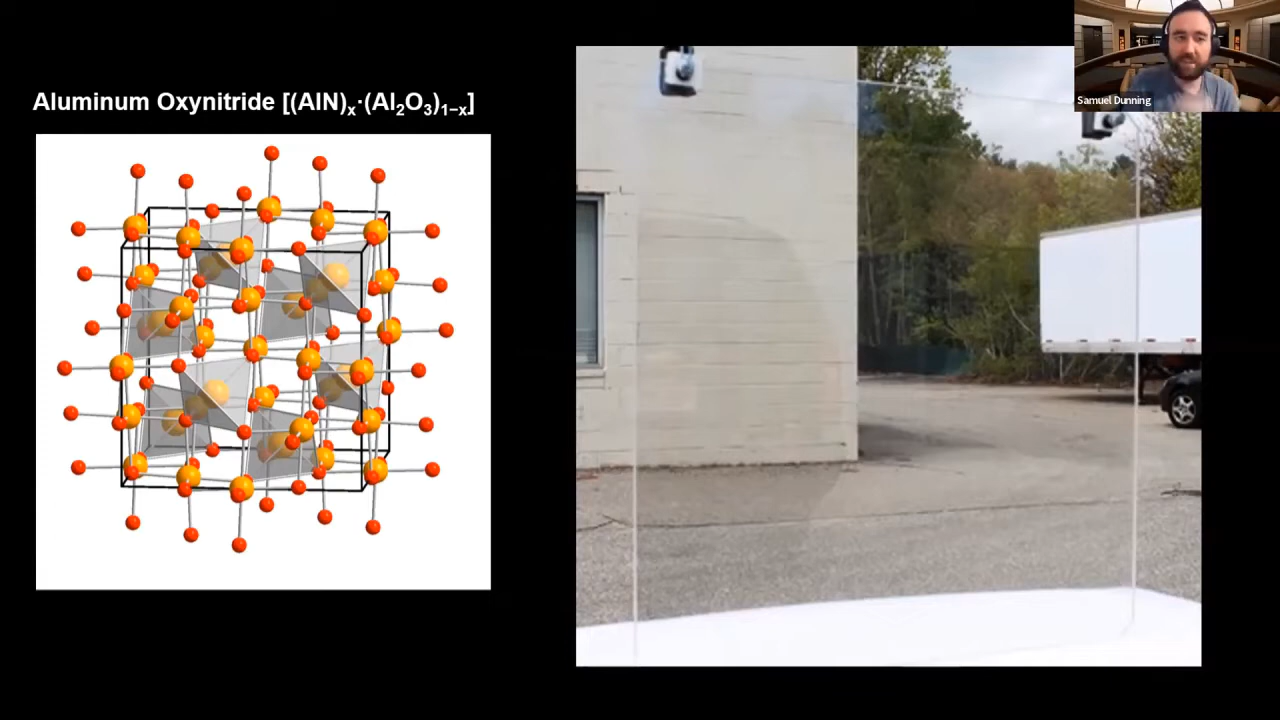 Aluminum Oxynitride [(AlN)ₓ·(Al₂O₃)₁₋ₓ]
Samuel Dunning